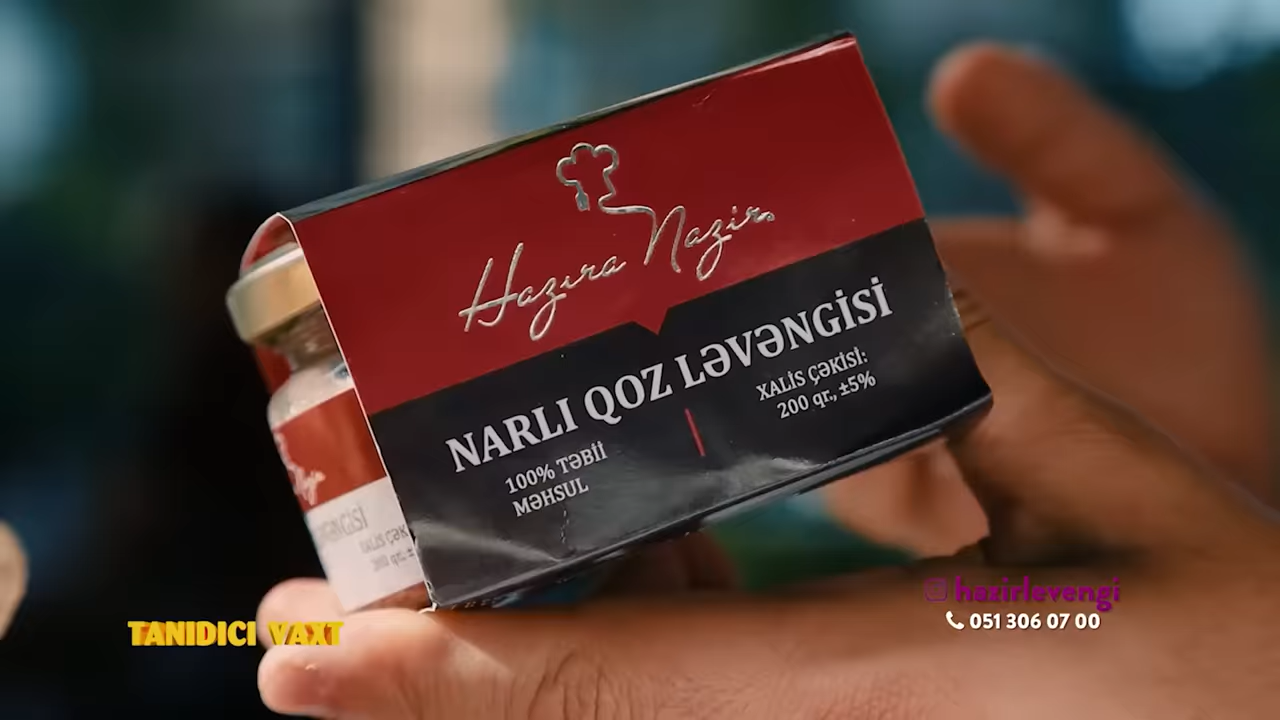 Hazıra Nazir
NARLI QOZ LƏVƏNGİSİ
100% TƏBİİ
MƏHSUL
XALİS ÇƏKİSİ:
200 qr., ±5%
TANIDICI VAXT
hazirlevengi
051 306 07 00